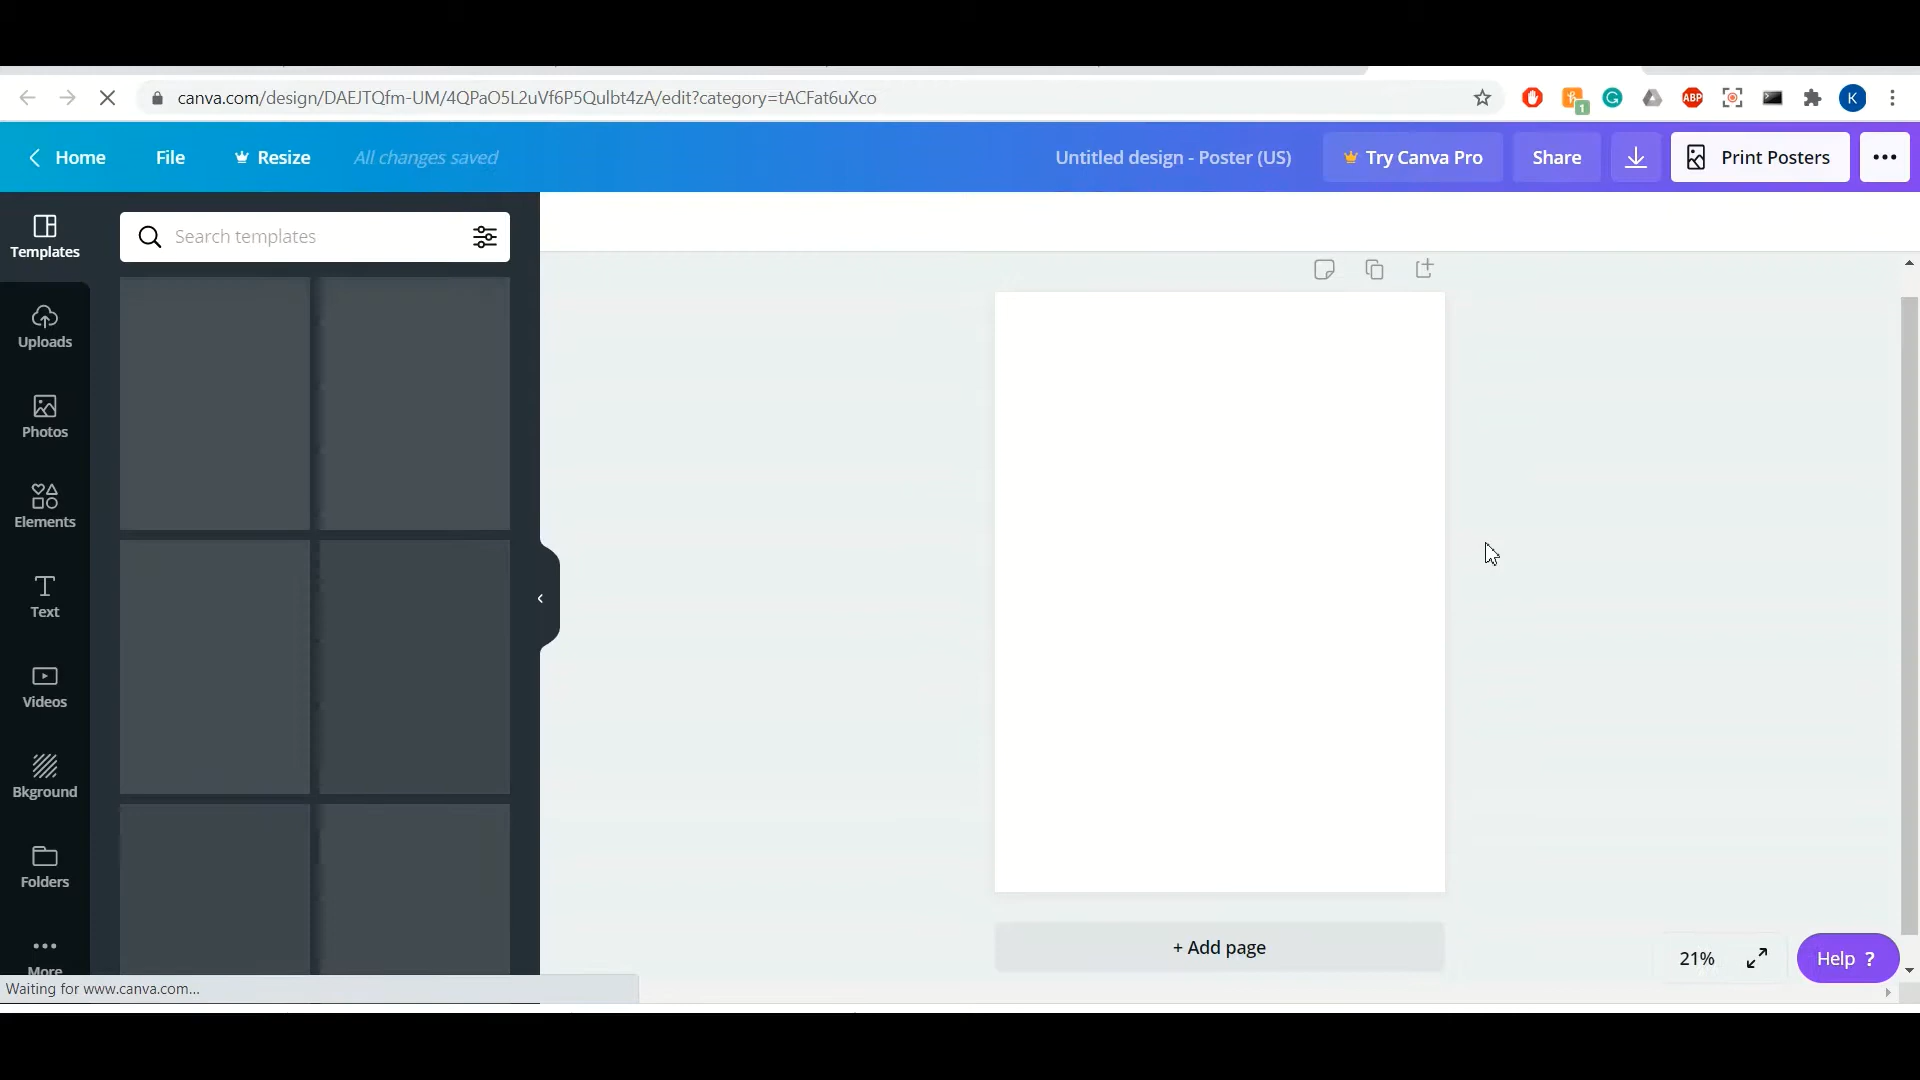 canva.com/design/DAEJTQfm-UM/4QPaO5L2uVf6P5Qulbt4zA/edit?category=tACFat6uXco
1
ABP
K
Home
File
Resize
All changes saved
Untitled design - Poster (US)
Try Canva Pro
Share
Print Posters
Templates
Search templates
Uploads
Photos
Elements
Text
Videos
Bkground
Folders
More
+ Add page
21%
Help ?
Waiting for www.canva.com...